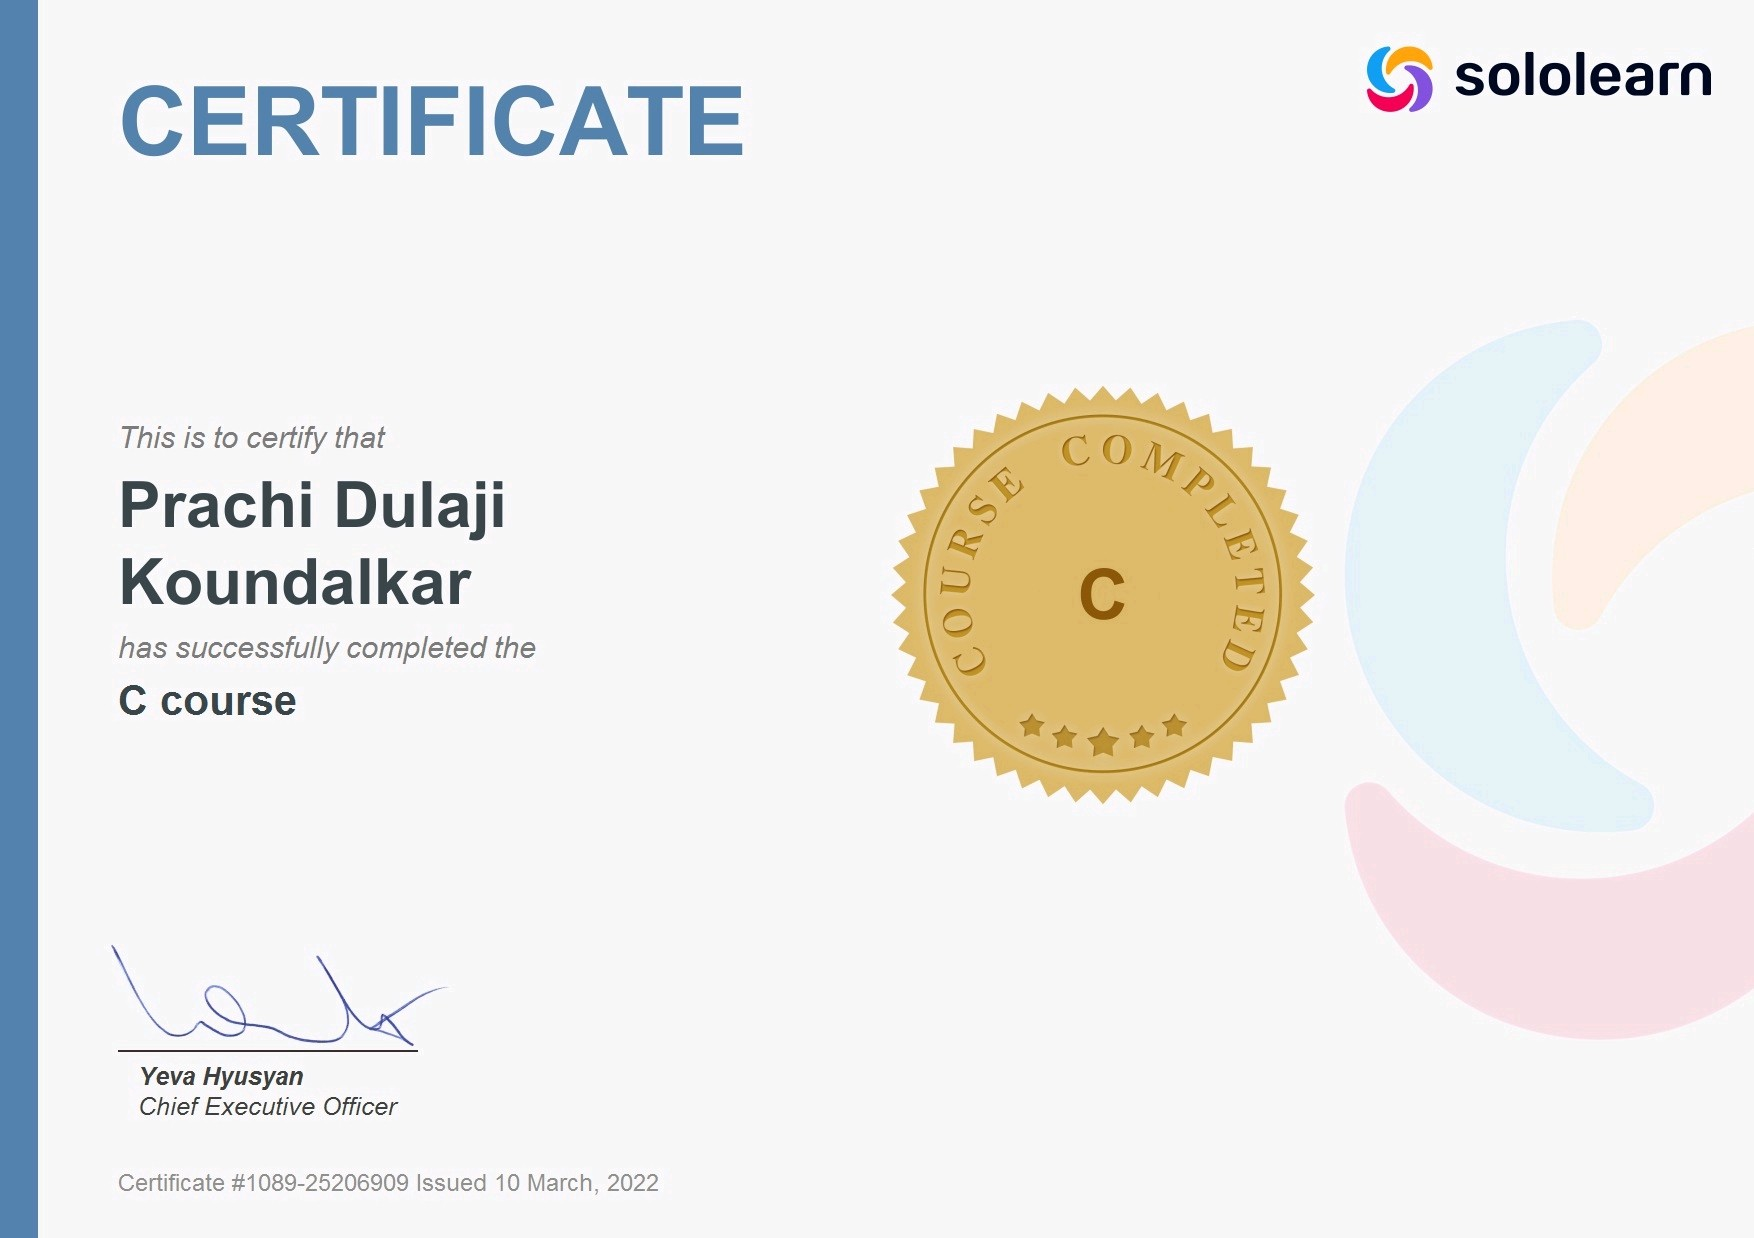 CERTIFICATE
sololearn
This is to certify that
Prachi Dulaji
Koundalkar
has successfully completed the
C course
COURSE COMPLETED
C
Yeva Hyusyan
Chief Executive Officer
Certificate #1089-25206909 Issued 10 March, 2022